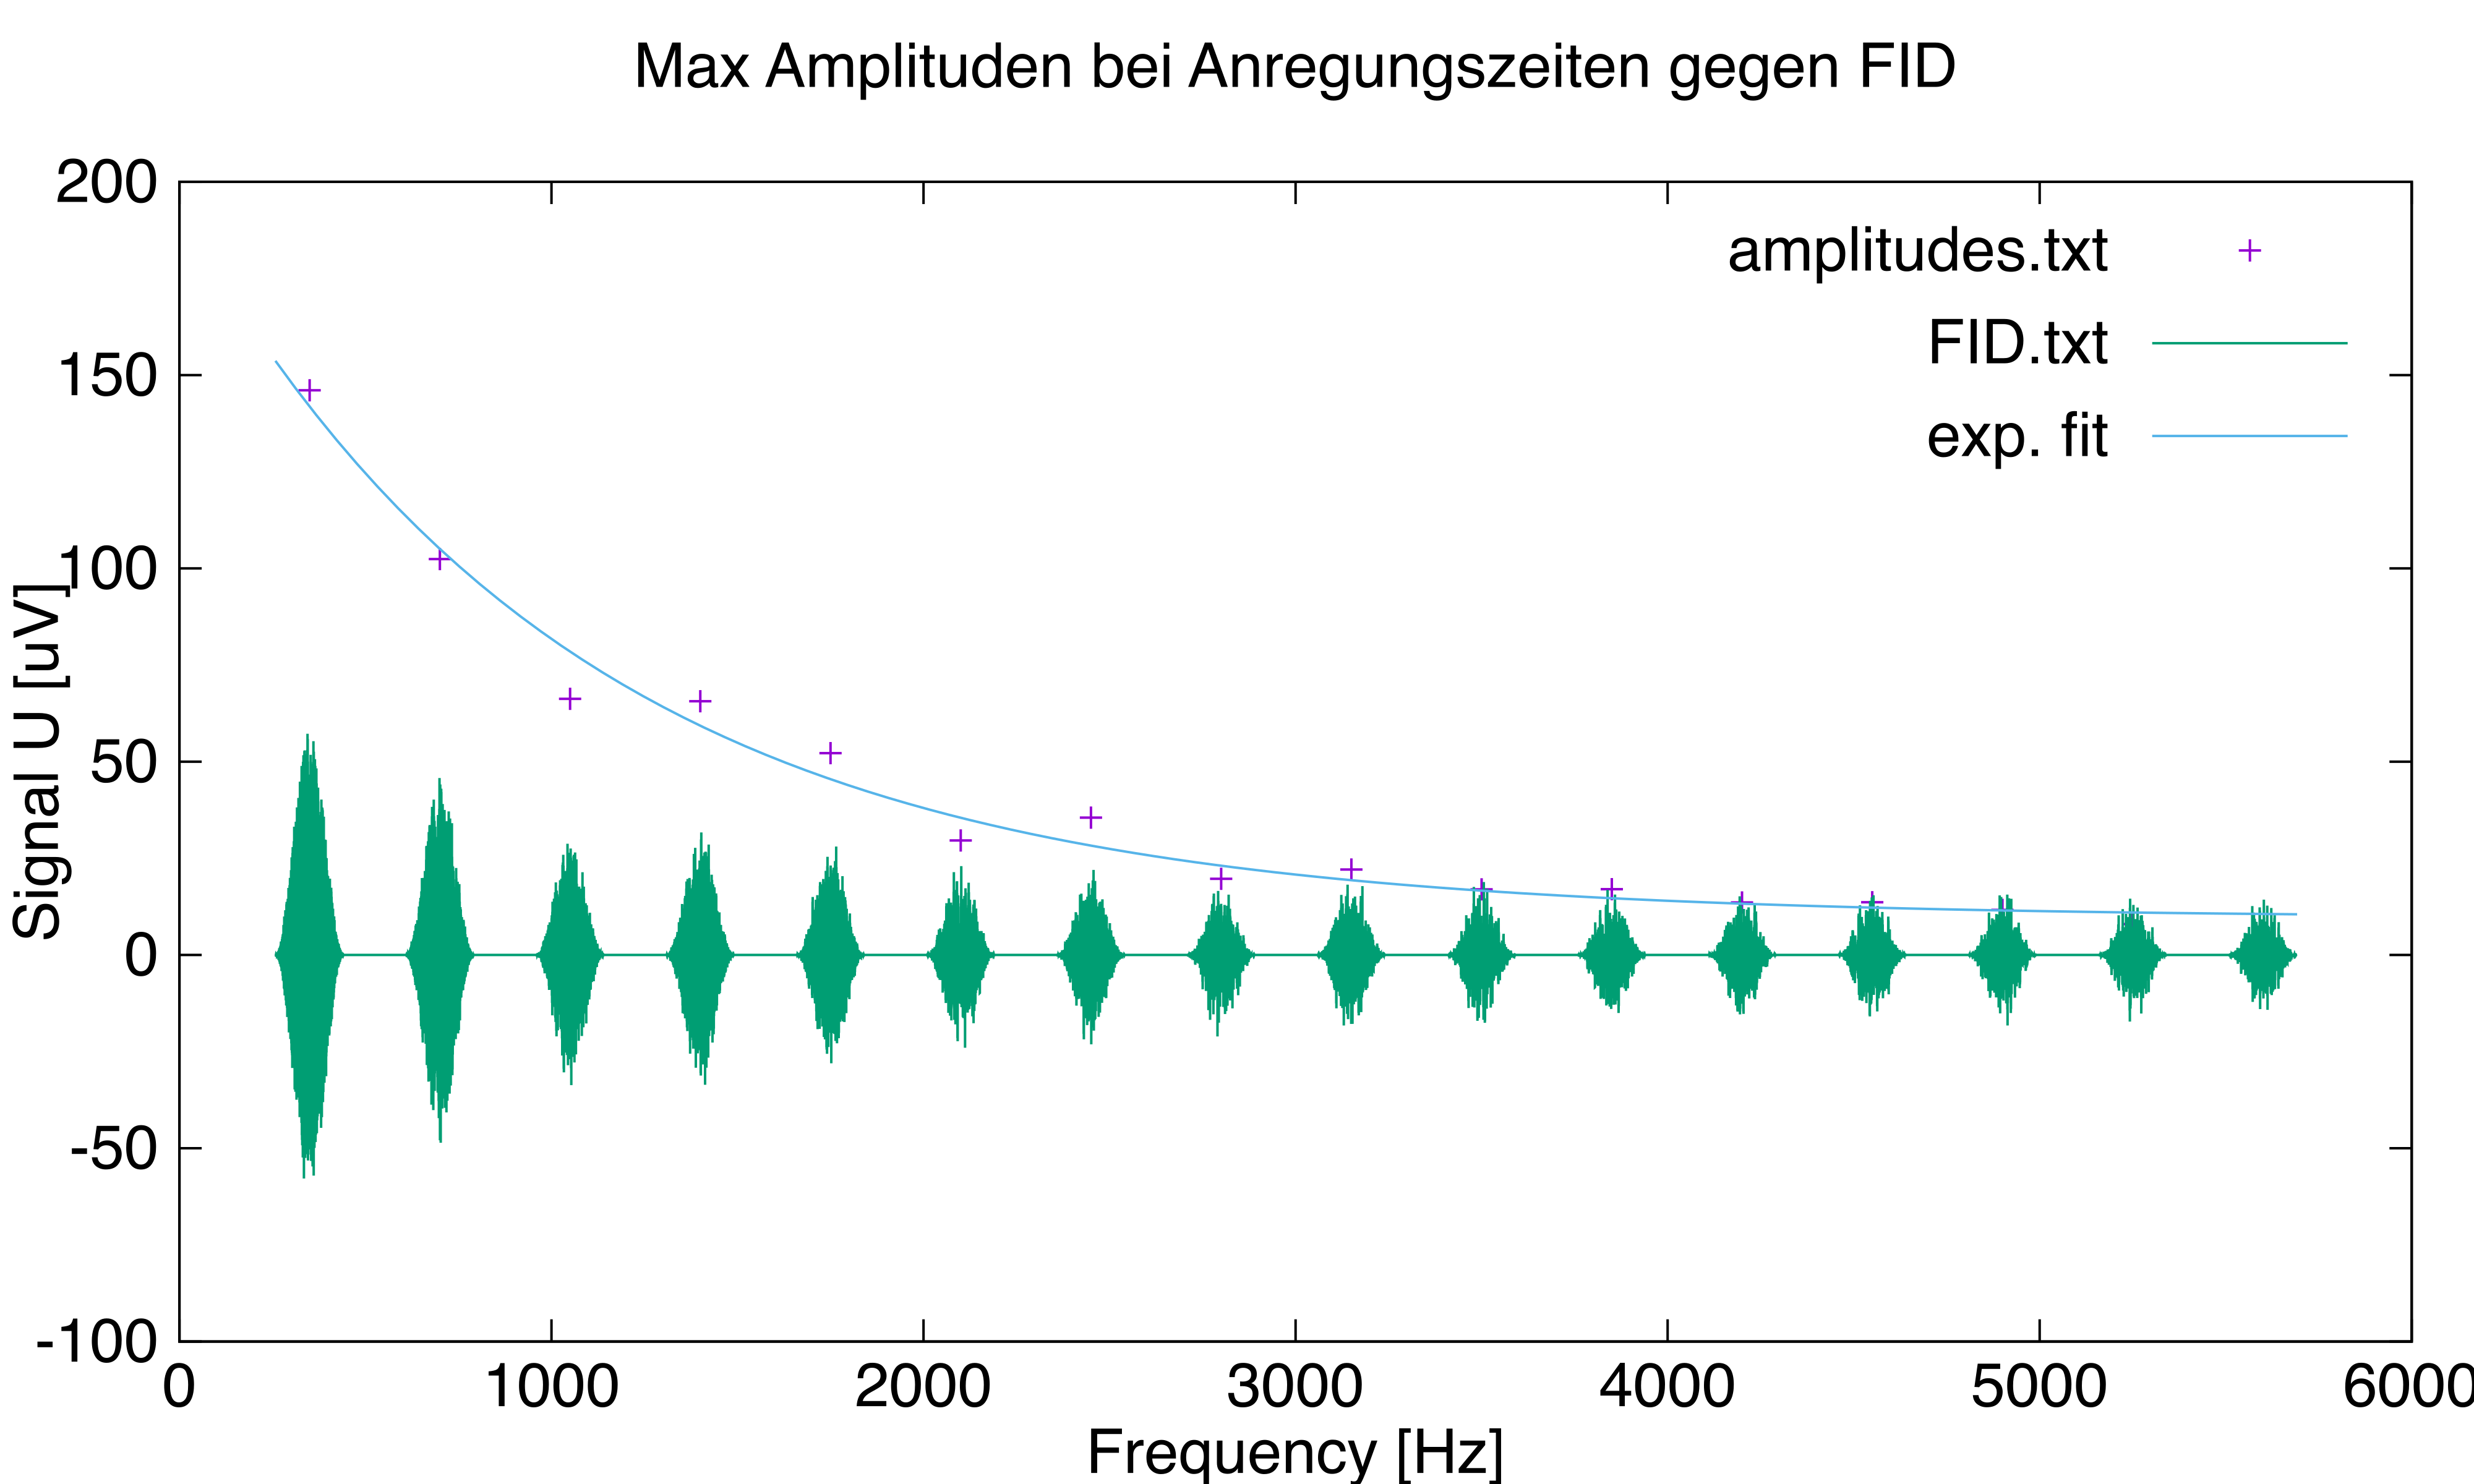 Max Amplituden bei Anregungszeiten gegen FID
200
150
100
50
0
-50
-100
Signal U [uV]
amplitudes.txt
FID.txt
exp. fit
0 1000 2000 3000 4000 5000 6000
Frequency [Hz]